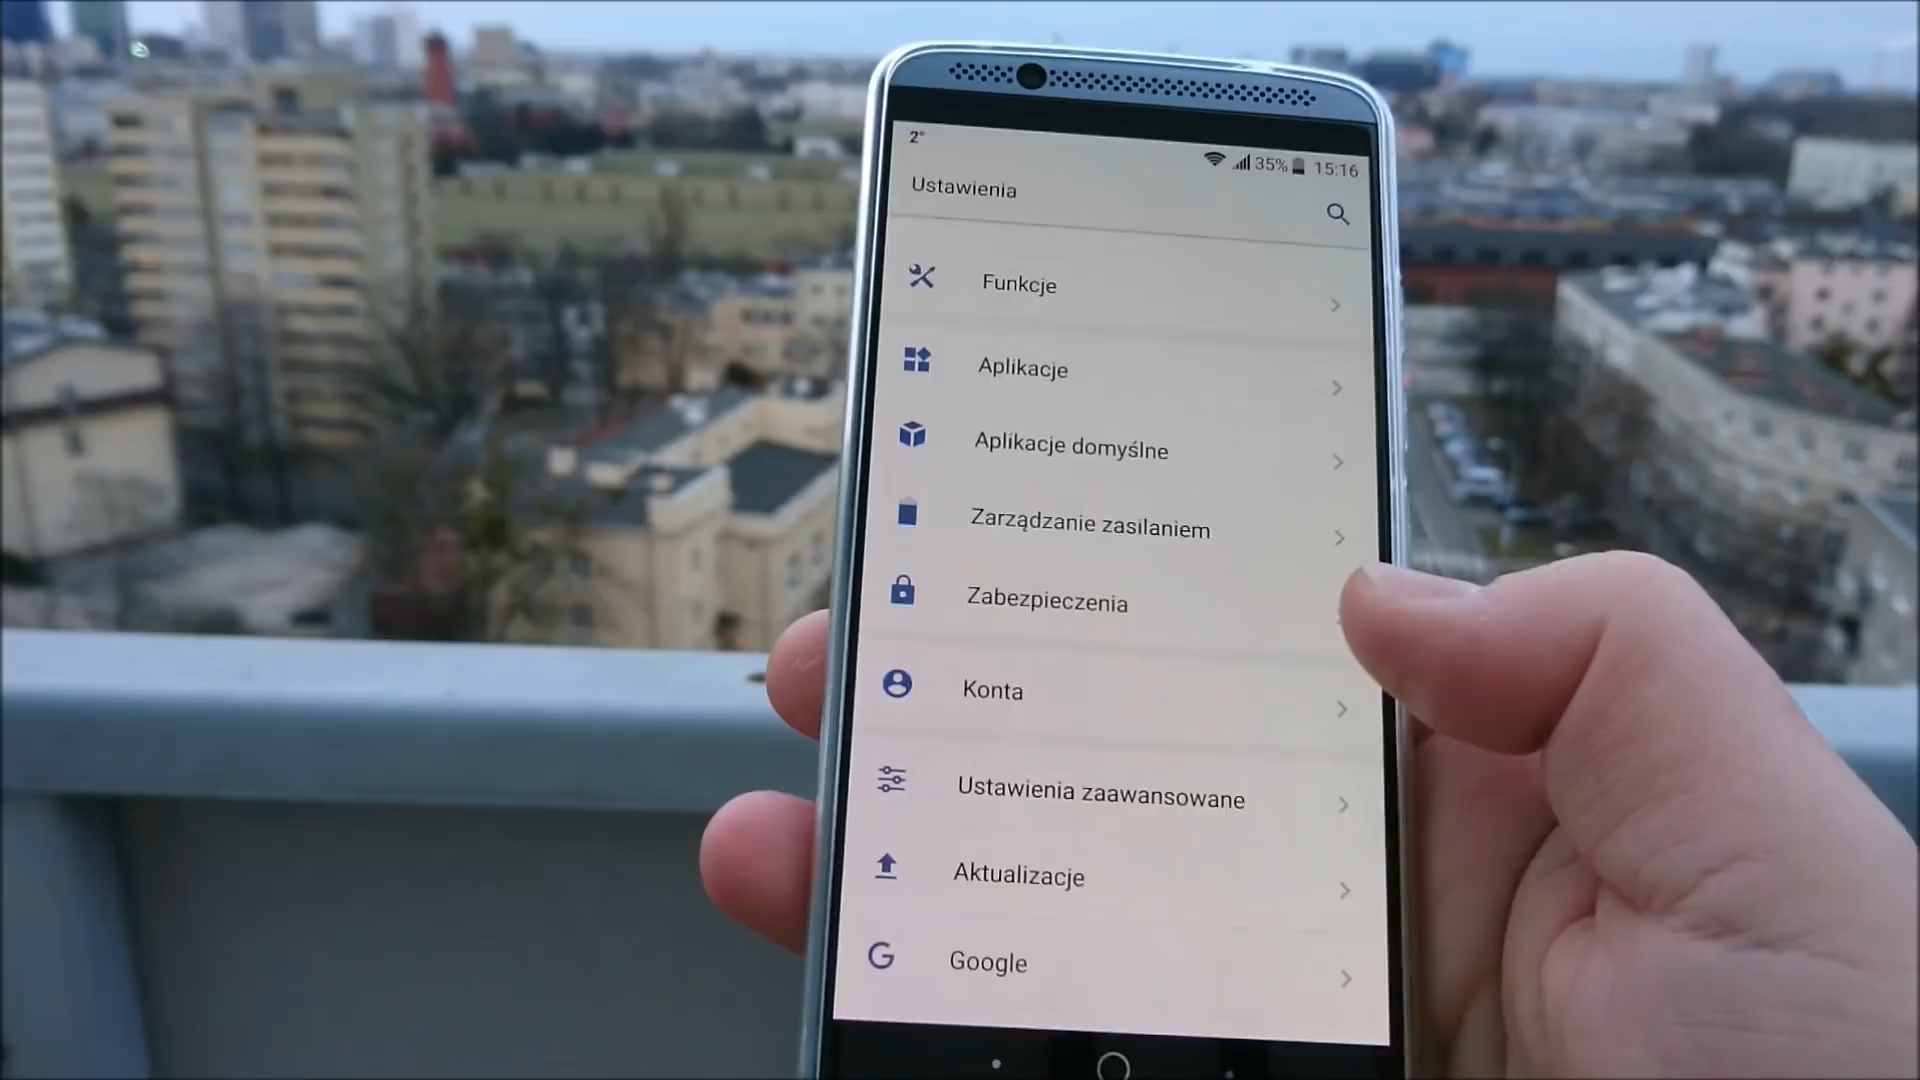 2°
35% 15:16
Ustawienia
Funkcje
Aplikacje
Aplikacje domyślne
Zarządzanie zasilaniem
Zabezpieczenia
Konta
Ustawienia zaawansowane
Aktualizacje
Google